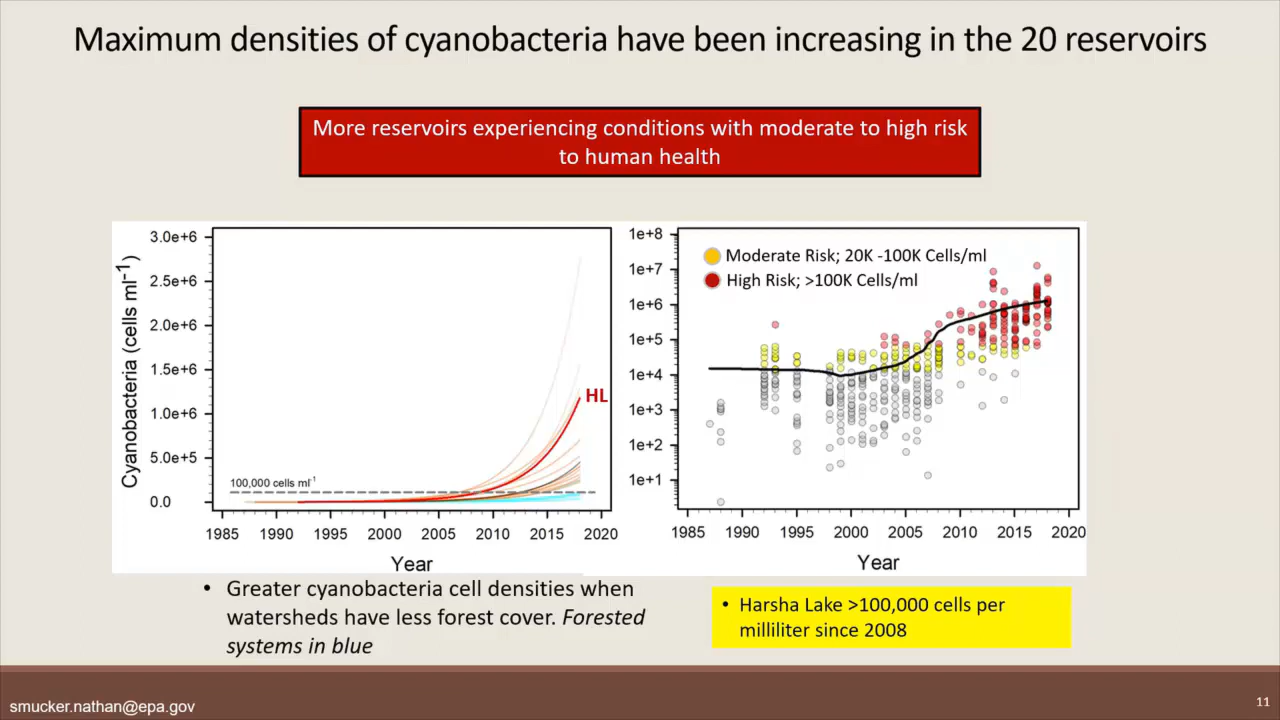 Maximum densities of cyanobacteria have been increasing in the 20 reservoirs
More reservoirs experiencing conditions with moderate to high risk
to human health
Cyanobacteria (cells ml⁻¹)
3.0e+6
2.5e+6
2.0e+6
1.5e+6
1.0e+6
5.0e+5
0.0
HL
100,000 cells ml⁻¹
1985 1990 1995 2000 2005 2010 2015 2020
Year
1e+8
1e+7
1e+6
1e+5
1e+4
1e+3
1e+2
1e+1
Moderate Risk; 20K -100K Cells/ml
High Risk; >100K Cells/ml
1985 1990 1995 2000 2005 2010 2015 2020
Year
• Greater cyanobacteria cell densities when
watersheds have less forest cover. Forested
systems in blue
• Harsha Lake >100,000 cells per
milliliter since 2008
smucker.nathan@epa.gov
11